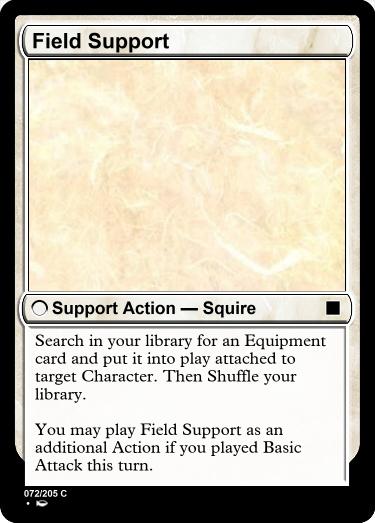 Field Support
Support Action — Squire
Search in your library for an Equipment
card and put it into play attached to
target Character. Then Shuffle your
library.
You may play Field Support as an
additional Action if you played Basic
Attack this turn.
072/205 C